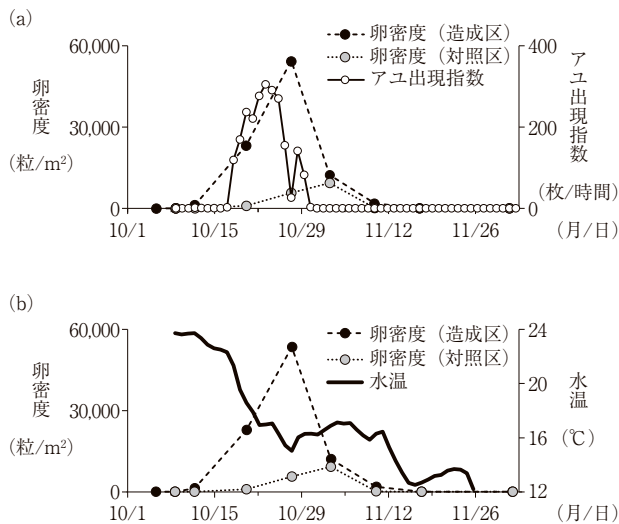 (a)
卵密度（造成区）
卵密度（対照区）
アユ出現指数
60,000
30,000
0
卵密度
(粒/m²)
400
200
0
アユ出現指数
(枚/時間)
10/1
10/15
10/29
11/12
11/26
(月/日)
(b)
卵密度（造成区）
卵密度（対照区）
水温
60,000
30,000
0
卵密度
(粒/m²)
24
20
16
12
水温
(℃)
10/1
10/15
10/29
11/12
11/26
(月/日)